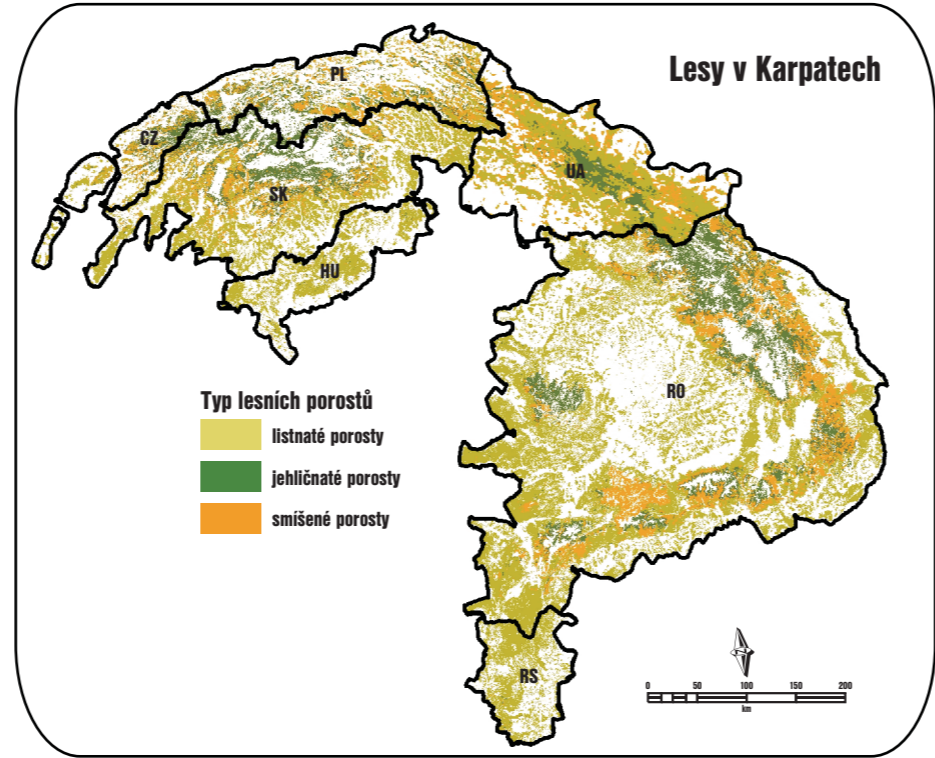 Lesy v Karpatech
PL
CZ
UA
SK
HU
RO
RS
Typ lesních porostů
listnaté porosty
jehličnaté porosty
smíšené porosty
0 50 100 150 200
km